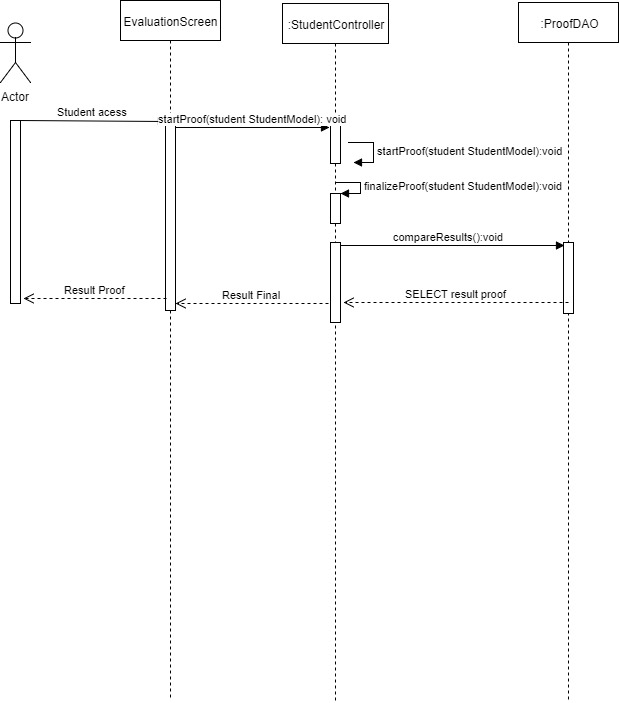 EvaluationScreen
:StudentController
:ProofDAO
Actor
Student acess
startProof(student StudentModel): void
startProof(student StudentModel):void
finalizeProof(student StudentModel):void
compareResults():void
Result Proof
Result Final
SELECT result proof